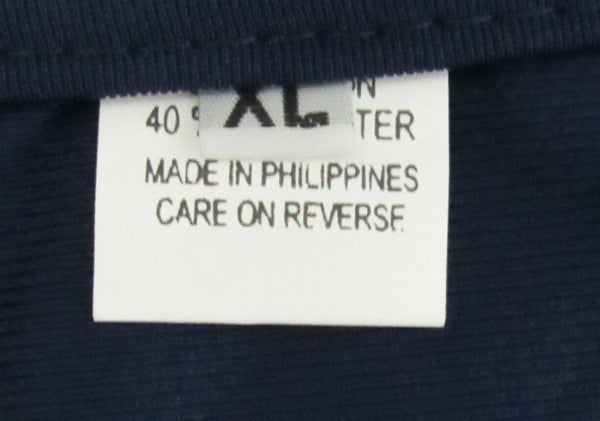 XL
40 %
MADE IN PHILIPPINES
CARE ON REVERSE